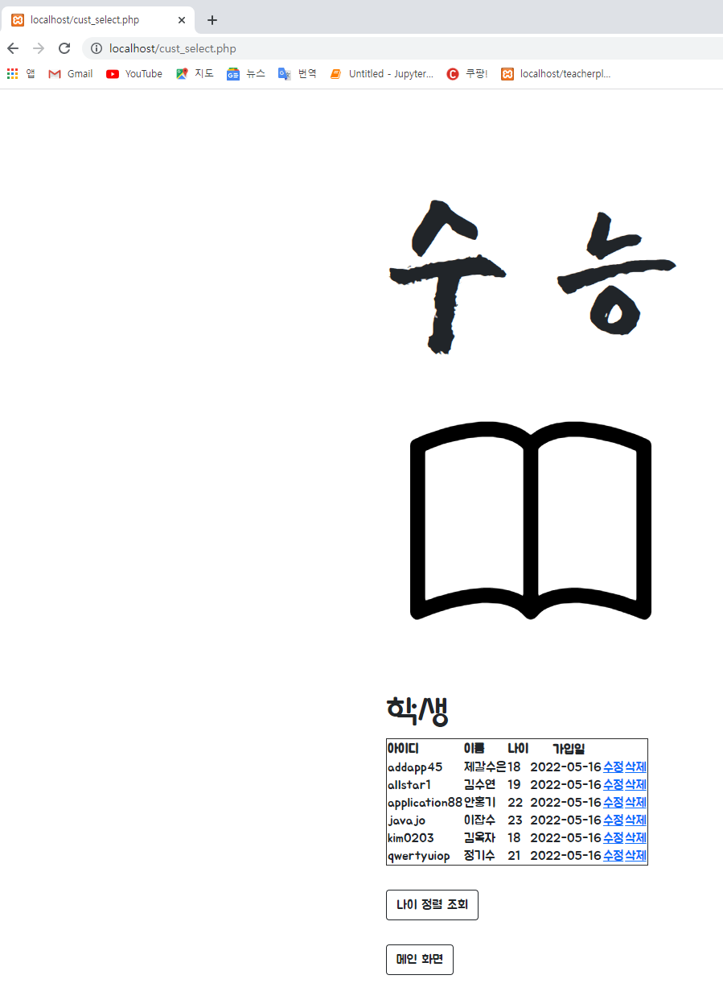 localhost/cust_select.php
localhost/cust_select.php
앱 Gmail YouTube 지도 뉴스 번역 Untitled - Jupyter... 쿠팡! localhost/teacherpl...
수 능
학생
아이디 이름 나이 가입일
addapp45 제갈수은 18 2022-05-16 수정 삭제
allstar1 김수연 19 2022-05-16 수정 삭제
application88 안홍기 22 2022-05-16 수정 삭제
javajo 이잡수 23 2022-05-16 수정 삭제
kim0203 김옥자 18 2022-05-16 수정 삭제
qwertyuiop 정기수 21 2022-05-16 수정 삭제
나이 정렬 조회
메인 화면